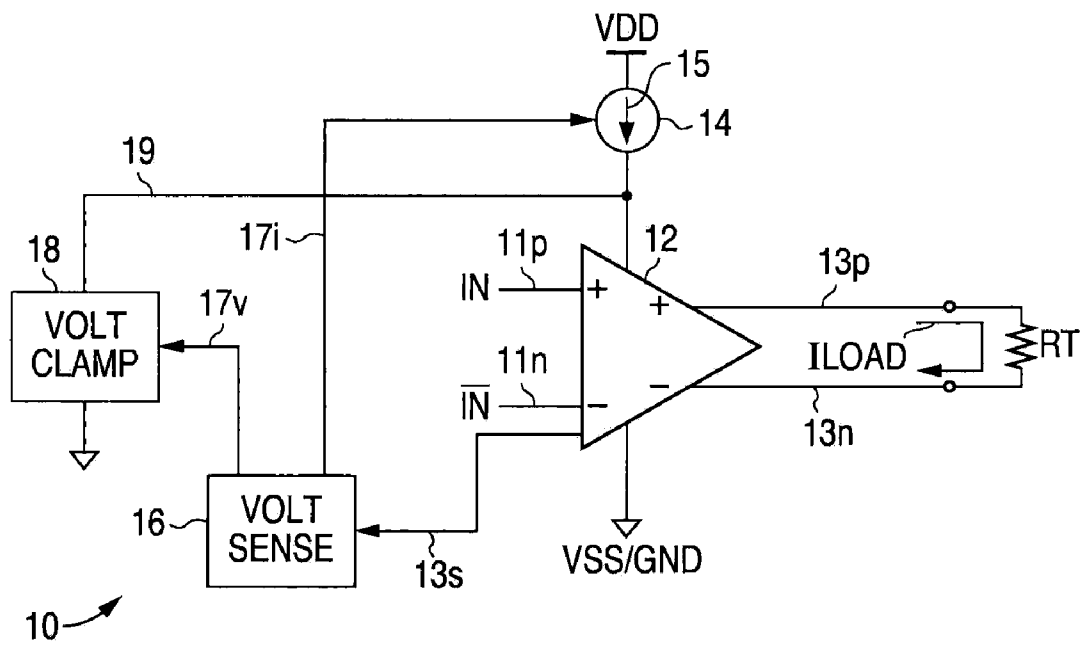 VDD
15
14
19
17i
18
VOLT
CLAMP
17v
11p
IN
+
12
+
13p
ILOAD
RT
11n
I̅N̅
−
−
13n
16
VOLT
SENSE
13s
VSS/GND
10